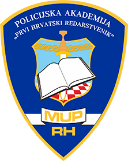 POLICIJSKA AKADEMIJA
"PRVI HRVATSKI REDARSTVENIK"
MUP
RH